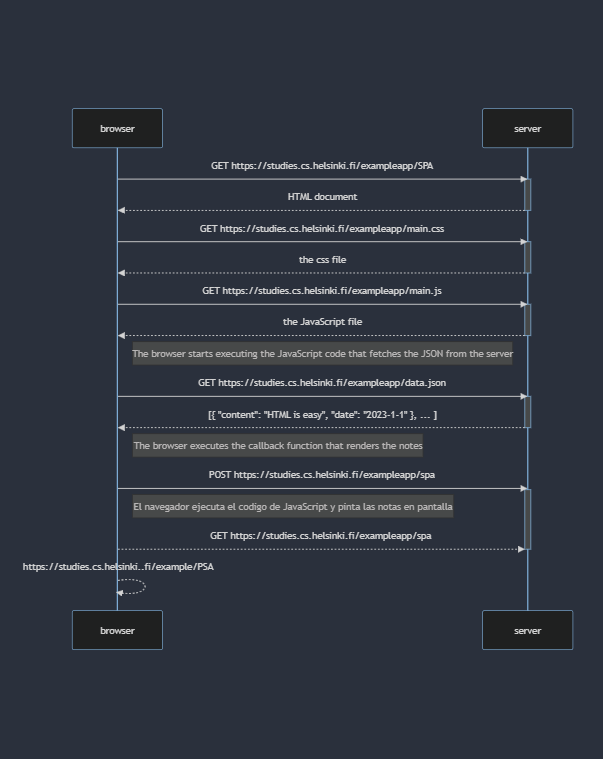 browser
server
GET https://studies.cs.helsinki.fi/exampleapp/SPA
HTML document
GET https://studies.cs.helsinki.fi/exampleapp/main.css
the css file
GET https://studies.cs.helsinki.fi/exampleapp/main.js
the JavaScript file
The browser starts executing the JavaScript code that fetches the JSON from the server
GET https://studies.cs.helsinki.fi/exampleapp/data.json
[{ "content": "HTML is easy", "date": "2023-1-1" }, ... ]
The browser executes the callback function that renders the notes
POST https://studies.cs.helsinki.fi/exampleapp/spa
El navegador ejecuta el codigo de JavaScript y pinta las notas en pantalla
GET https://studies.cs.helsinki.fi/exampleapp/spa
https://studies.cs.helsinki..fi/example/PSA
browser
server